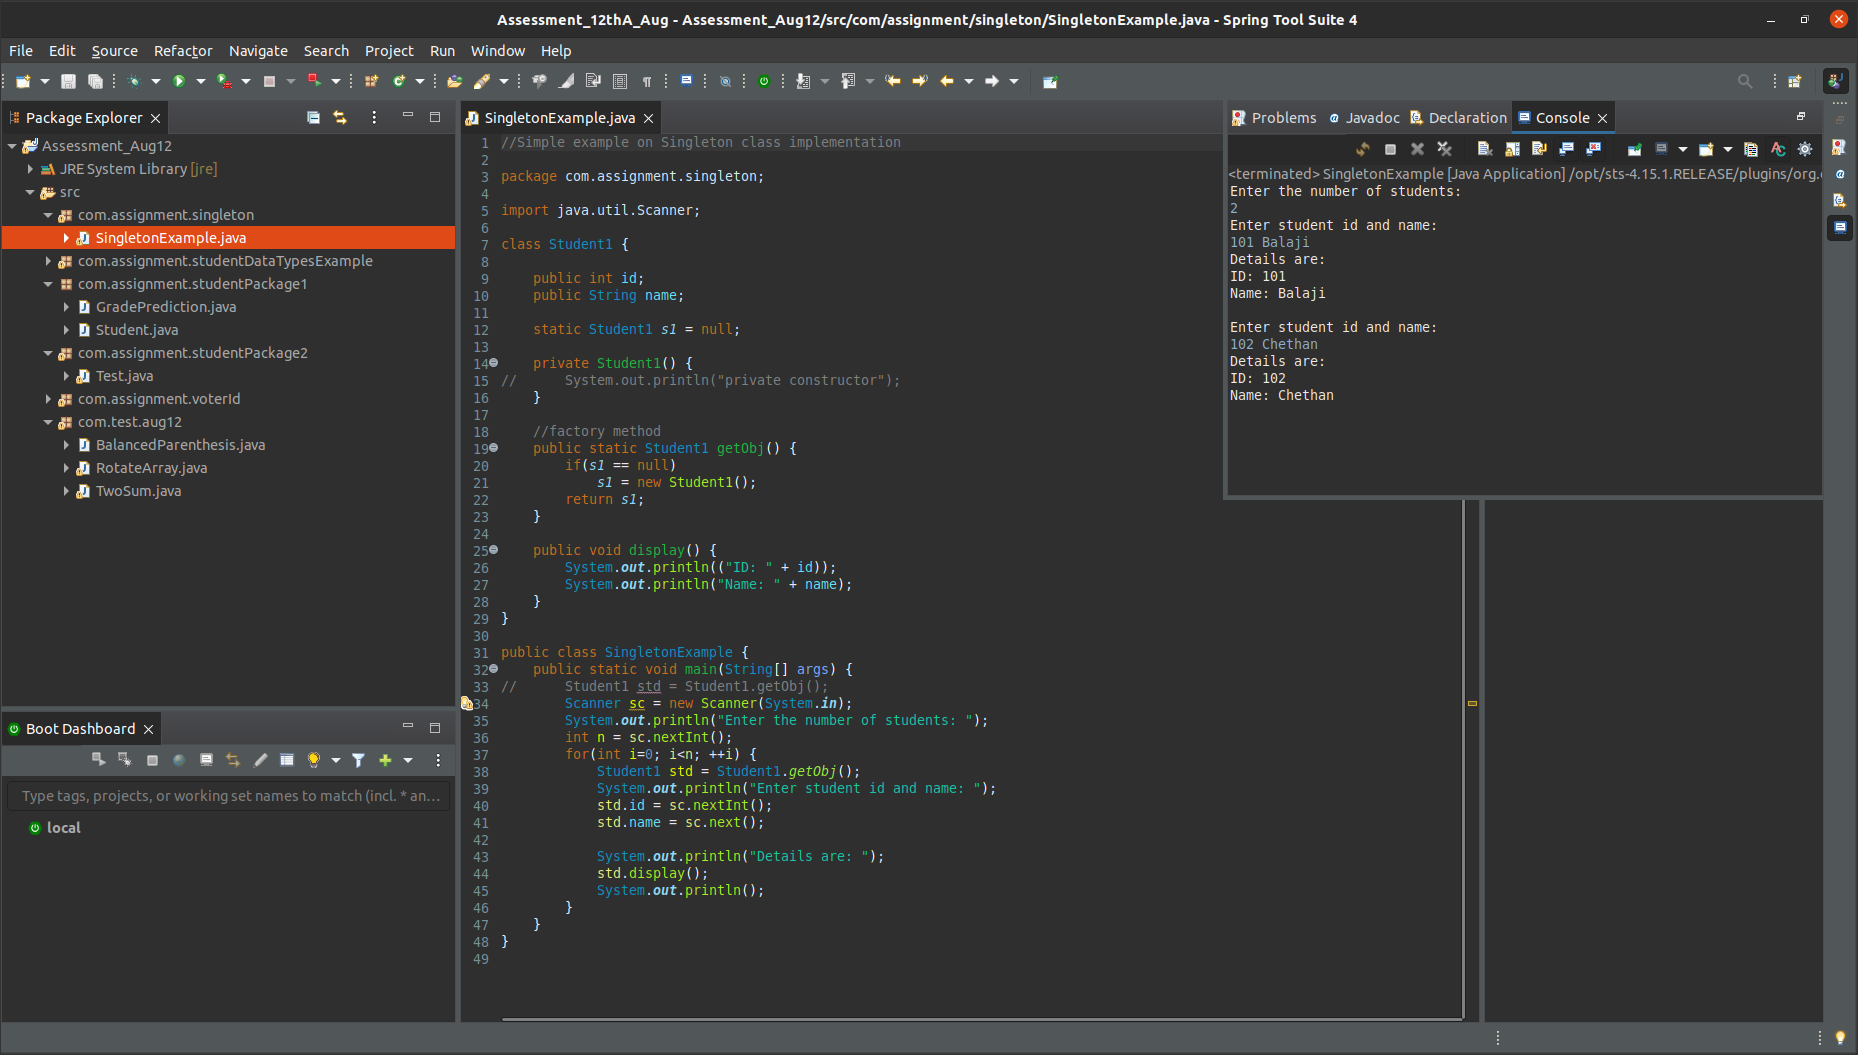 Assessment_12thA_Aug - Assessment_Aug12/src/com/assignment/singleton/SingletonExample.java - Spring Tool Suite 4
File Edit Source Refactor Navigate Search Project Run Window Help
Package Explorer
Assessment_Aug12
JRE System Library [jre]
src
com.assignment.singleton
SingletonExample.java
com.assignment.studentDataTypesExample
com.assignment.studentPackage1
GradePrediction.java
Student.java
com.assignment.studentPackage2
Test.java
com.assignment.voterId
com.test.aug12
BalancedParenthesis.java
RotateArray.java
TwoSum.java
Boot Dashboard
Type tags, projects, or working set names to match (incl. * an...
local
SingletonExample.java
1 //Simple example on Singleton class implementation
2
3 package com.assignment.singleton;
4
5 import java.util.Scanner;
6
7 class Student1 {
8
9     public int id;
10     public String name;
11
12     static Student1 s1 = null;
13
14     private Student1() {
15 //      System.out.println("private constructor");
16     }
17
18     //factory method
19     public static Student1 getObj() {
20         if(s1 == null)
21             s1 = new Student1();
22         return s1;
23     }
24
25     public void display() {
26         System.out.println(("ID: " + id));
27         System.out.println("Name: " + name);
28     }
29 }
30
31 public class SingletonExample {
32     public static void main(String[] args) {
33 //      Student1 std = Student1.getObj();
34         Scanner sc = new Scanner(System.in);
35         System.out.println("Enter the number of students: ");
36         int n = sc.nextInt();
37         for(int i=0; i<n; ++i) {
38             Student1 std = Student1.getObj();
39             System.out.println("Enter student id and name: ");
40             std.id = sc.nextInt();
41             std.name = sc.next();
42
43             System.out.println("Details are: ");
44             std.display();
45             System.out.println();
46         }
47     }
48 }
49
Problems Javadoc Declaration Console
<terminated> SingletonExample [Java Application] /opt/sts-4.15.1.RELEASE/plugins/org.
Enter the number of students:
2
Enter student id and name:
101 Balaji
Details are:
ID: 101
Name: Balaji
Enter student id and name:
102 Chethan
Details are:
ID: 102
Name: Chethan